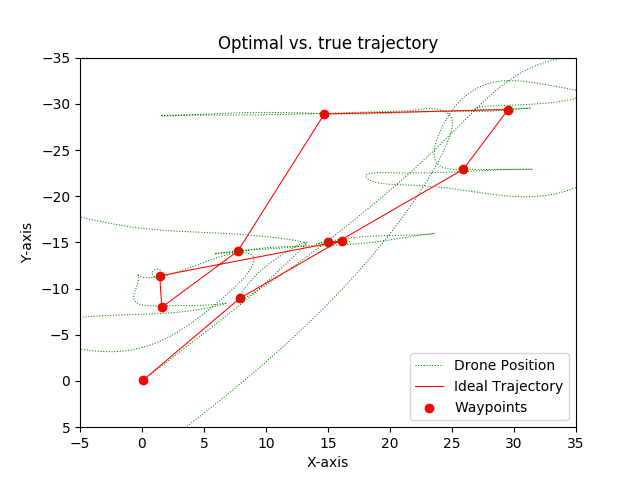 Optimal vs. true trajectory
−35
−30
−25
−20
−15
−10
−5
0
5
Y-axis
Drone Position
Ideal Trajectory
Waypoints
−5 0 5 10 15 20 25 30 35
X-axis